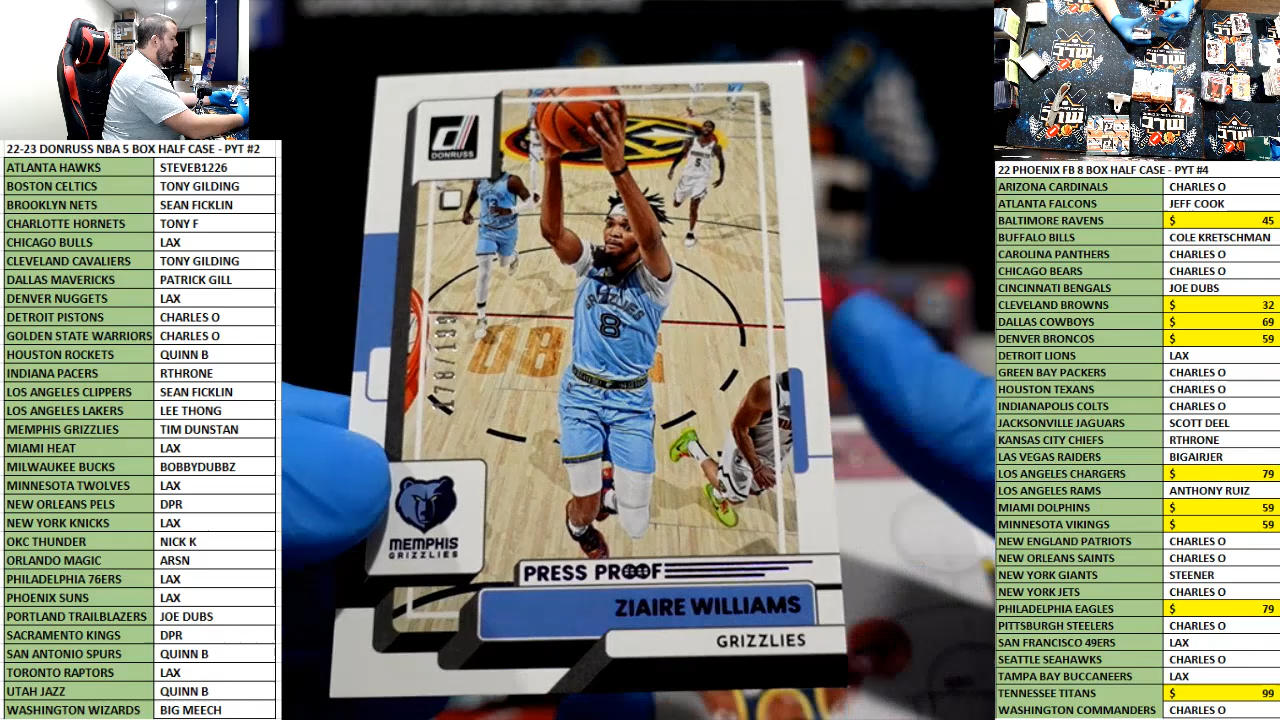 22-23 DONRUSS NBA 5 BOX HALF CASE - PYT #2
ATLANTA HAWKS STEVEB1226
BOSTON CELTICS TONY GILDING
BROOKLYN NETS SEAN FICKLIN
CHARLOTTE HORNETS TONY F
CHICAGO BULLS LAX
CLEVELAND CAVALIERS TONY GILDING
DALLAS MAVERICKS PATRICK GILL
DENVER NUGGETS LAX
DETROIT PISTONS CHARLES O
GOLDEN STATE WARRIORS CHARLES O
HOUSTON ROCKETS QUINN B
INDIANA PACERS RTHRONE
LOS ANGELES CLIPPERS SEAN FICKLIN
LOS ANGELES LAKERS LEE THONG
MEMPHIS GRIZZLIES TIM DUNSTAN
MIAMI HEAT LAX
MILWAUKEE BUCKS BOBBYDUBBZ
MINNESOTA TWOLVES LAX
NEW ORLEANS PELS DPR
NEW YORK KNICKS LAX
OKC THUNDER NICK K
ORLANDO MAGIC ARSN
PHILADELPHIA 76ERS LAX
PHOENIX SUNS LAX
PORTLAND TRAILBLAZERS JOE DUBS
SACRAMENTO KINGS DPR
SAN ANTONIO SPURS QUINN B
TORONTO RAPTORS LAX
UTAH JAZZ QUINN B
WASHINGTON WIZARDS BIG MEECH
DONRUSS
13
5
GRIZZLIES
8
178/199
MEMPHIS
GRIZZLIES
PRESS PROOF
ZIAIRE WILLIAMS
GRIZZLIES
22 PHOENIX FB 8 BOX HALF CASE - PYT #4
ARIZONA CARDINALS CHARLES O
ATLANTA FALCONS JEFF COOK
BALTIMORE RAVENS $ 45
BUFFALO BILLS COLE KRETSCHMAN
CAROLINA PANTHERS CHARLES O
CHICAGO BEARS CHARLES O
CINCINNATI BENGALS JOE DUBS
CLEVELAND BROWNS $ 32
DALLAS COWBOYS $ 69
DENVER BRONCOS $ 59
DETROIT LIONS LAX
GREEN BAY PACKERS CHARLES O
HOUSTON TEXANS CHARLES O
INDIANAPOLIS COLTS CHARLES O
JACKSONVILLE JAGUARS SCOTT DEEL
KANSAS CITY CHIEFS RTHRONE
LAS VEGAS RAIDERS BIGAIRJER
LOS ANGELES CHARGERS $ 79
LOS ANGELES RAMS ANTHONY RUIZ
MIAMI DOLPHINS $ 59
MINNESOTA VIKINGS $ 59
NEW ENGLAND PATRIOTS CHARLES O
NEW ORLEANS SAINTS CHARLES O
NEW YORK GIANTS STEENER
NEW YORK JETS CHARLES O
PHILADELPHIA EAGLES $ 79
PITTSBURGH STEELERS CHARLES O
SAN FRANCISCO 49ERS LAX
SEATTLE SEAHAWKS CHARLES O
TAMPA BAY BUCCANEERS LAX
TENNESSEE TITANS $ 99
WASHINGTON COMMANDERS CHARLES O